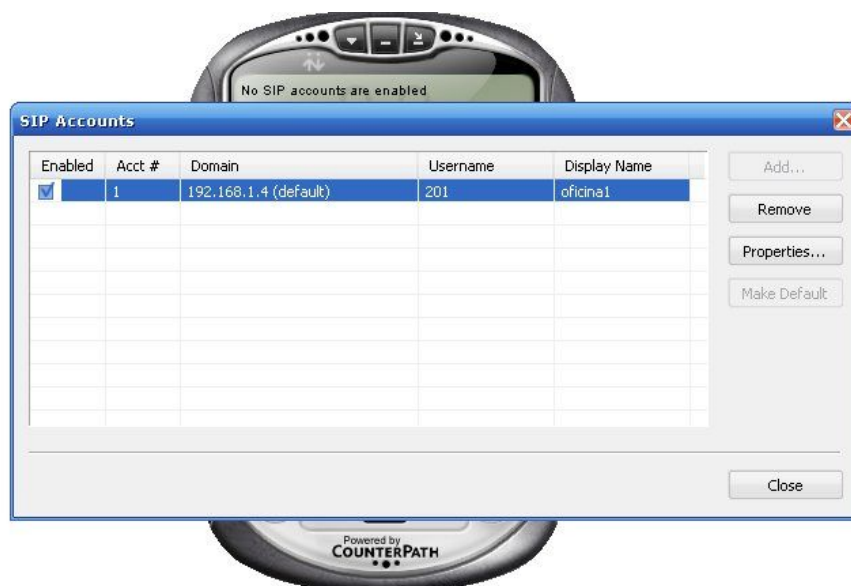 No SIP accounts are enabled
SIP Accounts
Enabled Acct # Domain Username Display Name
1 192.168.1.4 (default) 201 oficina1
Add...
Remove
Properties...
Make Default
Close
Powered by
COUNTERPATH